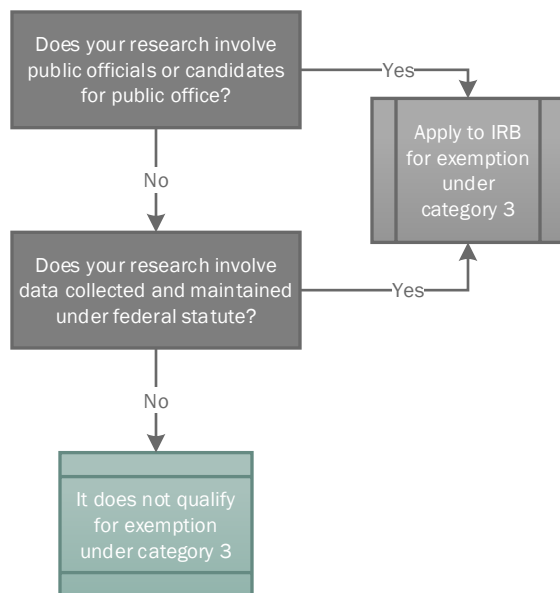 Does your research involve
public officials or candidates
for public office?
Yes
Apply to IRB
for exemption
under
category 3
No
Does your research involve
data collected and maintained
under federal statute?
Yes
No
It does not qualify
for exemption
under category 3